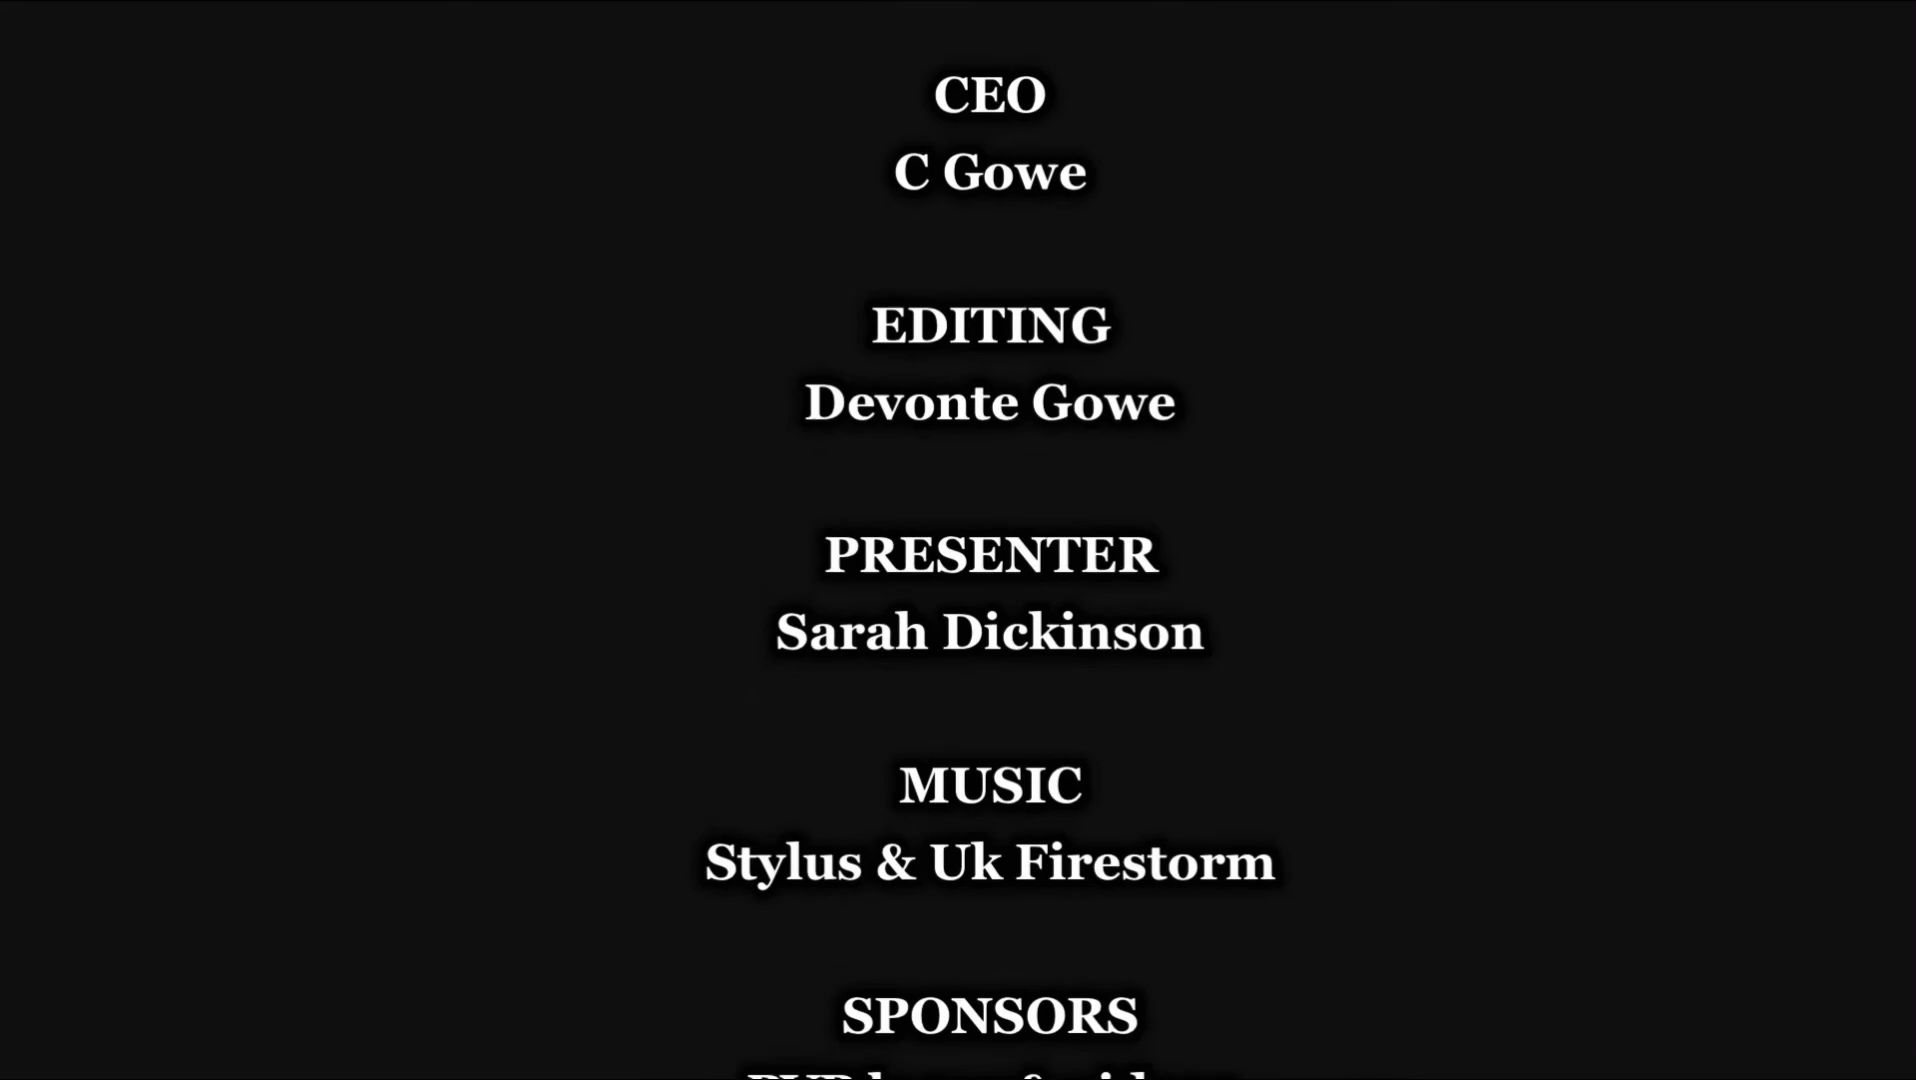 CEO
C Gowe
EDITING
Devonte Gowe
PRESENTER
Sarah Dickinson
MUSIC
Stylus & Uk Firestorm
SPONSORS